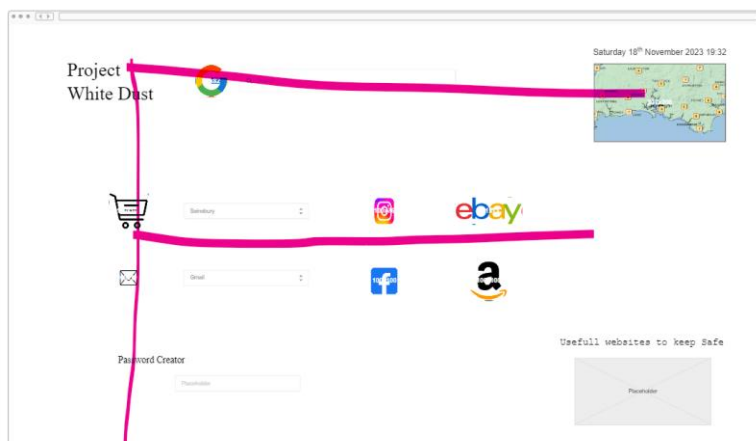 Saturday 18th November 2023 19:32
Project
White Dust
Sainsbury
ebay
Gmail
a
Usefull websites to keep Safe
Password Creator
Placeholder
Placeholder